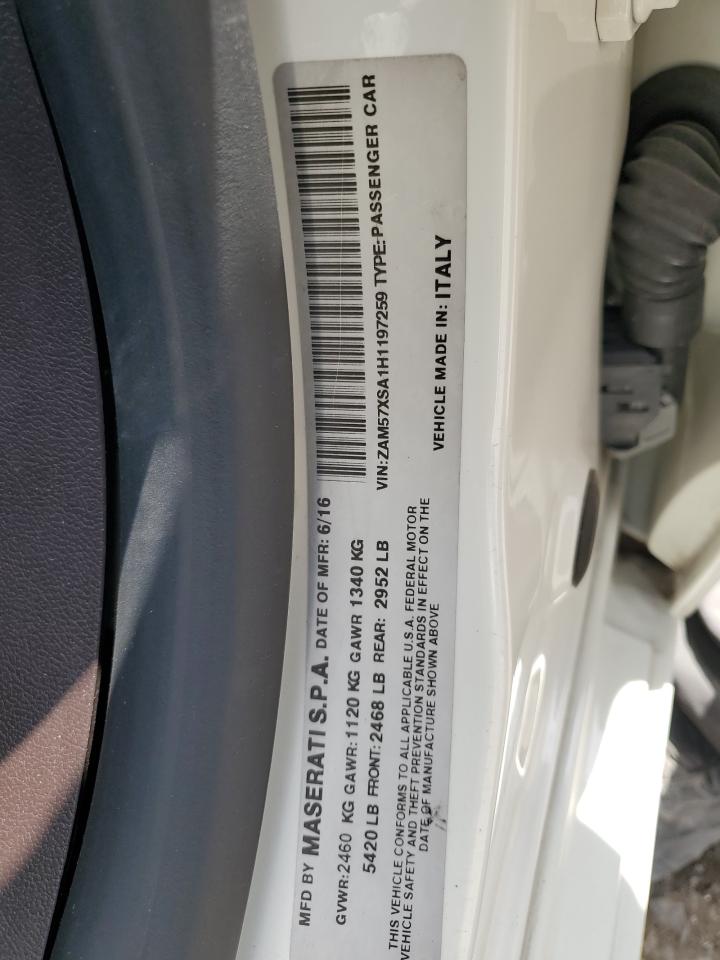 MFD BY MASERATI S.P.A. DATE OF MFR: 6/16
GVWR:2460 KG GAWR:1120 KG GAWR 1340 KG
5420 LB FRONT:2468 LB REAR: 2952 LB
VIN:ZAM57XSA1H1197259 TYPE:PASSENGER CAR
THIS VEHICLE CONFORMS TO ALL APPLICABLE U.S.A. FEDERAL MOTOR
VEHICLE SAFETY AND THEFT PREVENTION STANDARDS IN EFFECT ON THE
DATE OF MANUFACTURE SHOWN ABOVE
VEHICLE MADE IN: ITALY